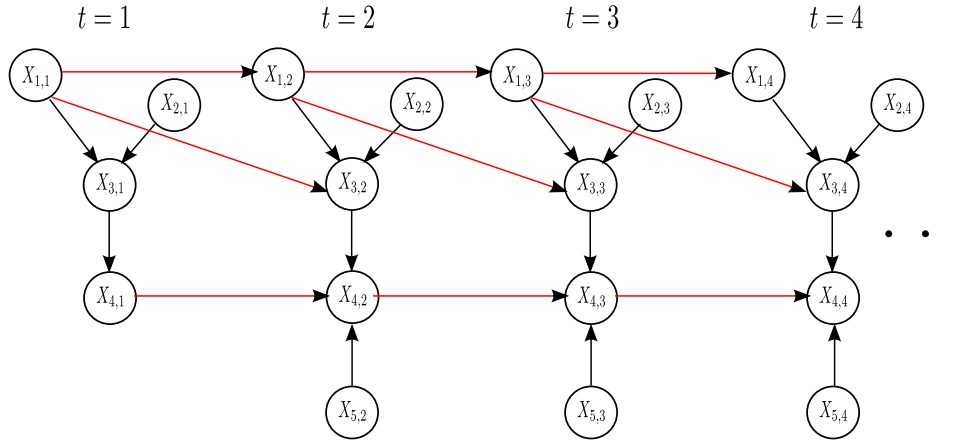 t = 1 t = 2 t = 3 t = 4
X1,1 X1,2 X1,3 X1,4
X2,1 X2,2 X2,3 X2,4
X3,1 X3,2 X3,3 X3,4
X4,1 X4,2 X4,3 X4,4
X5,2 X5,3 X5,4